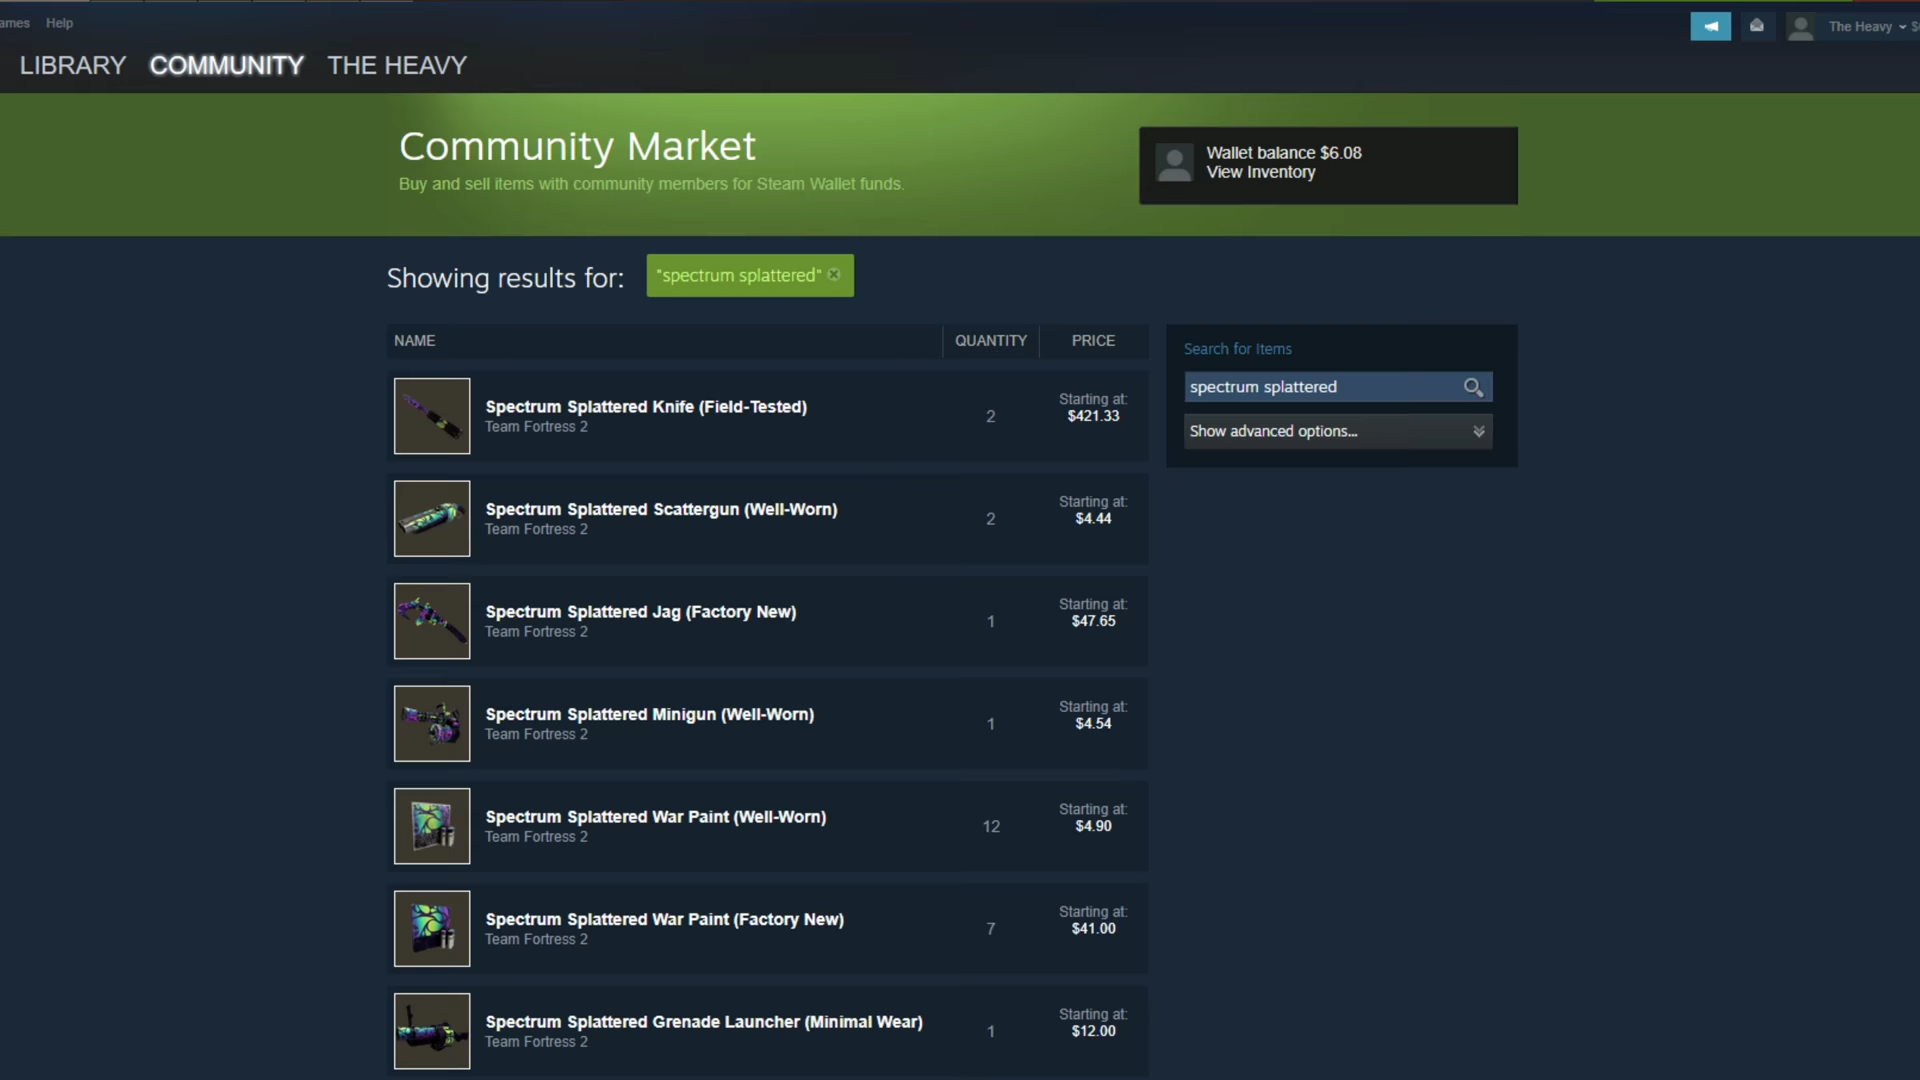 ames Help
The Heavy $
LIBRARY COMMUNITY THE HEAVY
Community Market
Buy and sell items with community members for Steam Wallet funds.
Wallet balance $6.08
View Inventory
Showing results for: "spectrum splattered"
NAME QUANTITY PRICE
Search for Items
spectrum splattered
Show advanced options...
Spectrum Splattered Knife (Field-Tested)
Team Fortress 2
2
Starting at:
$421.33
Spectrum Splattered Scattergun (Well-Worn)
Team Fortress 2
2
Starting at:
$4.44
Spectrum Splattered Jag (Factory New)
Team Fortress 2
1
Starting at:
$47.65
Spectrum Splattered Minigun (Well-Worn)
Team Fortress 2
1
Starting at:
$4.54
Spectrum Splattered War Paint (Well-Worn)
Team Fortress 2
12
Starting at:
$4.90
Spectrum Splattered War Paint (Factory New)
Team Fortress 2
7
Starting at:
$41.00
Spectrum Splattered Grenade Launcher (Minimal Wear)
Team Fortress 2
1
Starting at:
$12.00